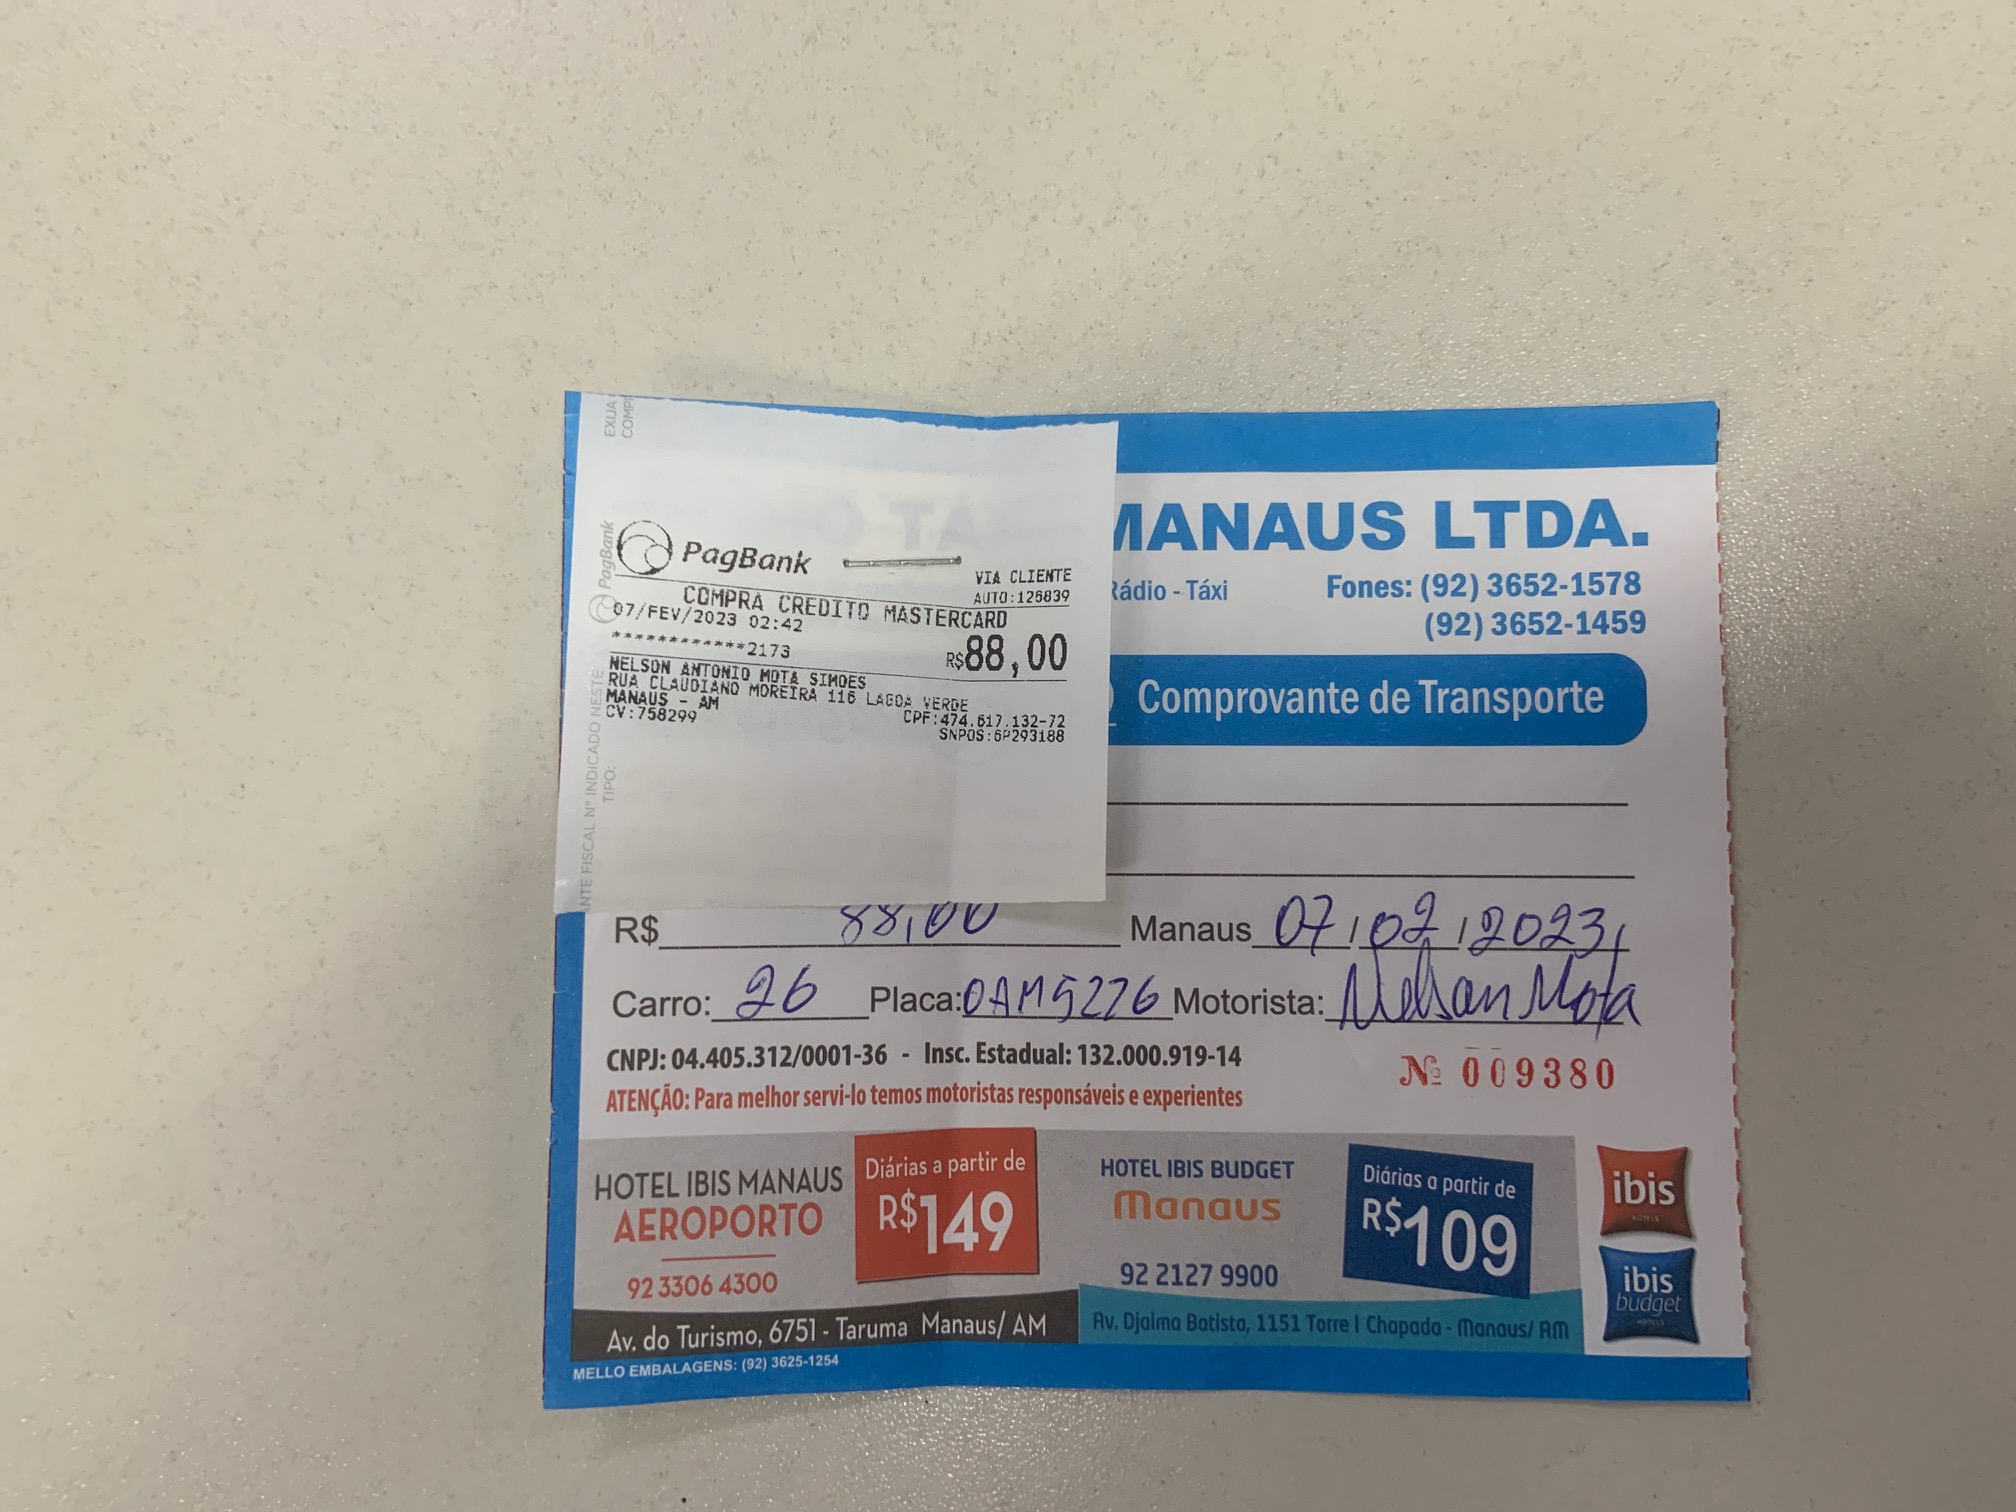 EXIJA
COMP
PagBank
PagBank
VIA CLIENTE
AUTO:126839
COMPRA CREDITO MASTERCARD
07/FEV/2023 02:42
************2173
R$88,00
NELSON ANTONIO MOTA SIMOES
RUA CLAUDIANO MOREIRA 116 LAGOA VERDE
MANAUS - AM
CPF:474.617.132-72
CV:758299
SNPOS:6P293188
ANTE FISCAL Nº INDICADO NESTE
TIPO:
MANAUS LTDA.
Rádio - Táxi
Fones: (92) 3652-1578
(92) 3652-1459
Comprovante de Transporte
R$ 88,00 Manaus 07/02/2023
Carro: 26 Placa: OAM5226 Motorista: Nelson Mota
CNPJ: 04.405.312/0001-36 - Insc. Estadual: 132.000.919-14
Nº 009380
ATENÇÃO: Para melhor servi-lo temos motoristas responsáveis e experientes
HOTEL IBIS MANAUS
AEROPORTO
92 3306 4300
Diárias a partir de
R$149
Av. do Turismo, 6751 - Taruma Manaus/ AM
HOTEL IBIS BUDGET
Manaus
92 2127 9900
Diárias a partir de
R$109
Av. Djalma Batista, 1151 Torre I Chapada - Manaus/ AM
ibis
HOTELS
ibis
budget
HOTELS
MELLO EMBALAGENS: (92) 3625-1254